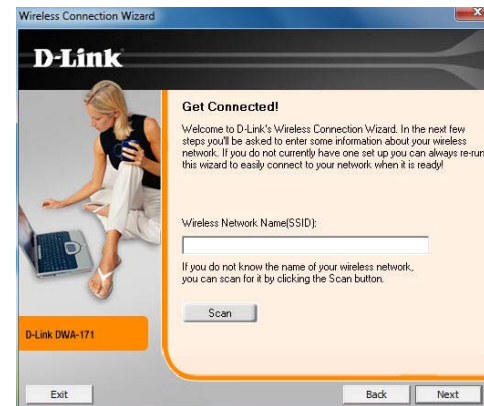 Wireless Connection Wizard
D-Link
Get Connected!
Welcome to D-Link's Wireless Connection Wizard. In the next few
steps you'll be asked to enter some information about your wireless
network. If you do not currently have one set up you can always re-run
this wizard to easily connect to your network when it is ready!
Wireless Network Name(SSID):
If you do not know the name of your wireless network,
you can scan for it by clicking the Scan button.
Scan
D-Link DWA-171
Exit
Back
Next